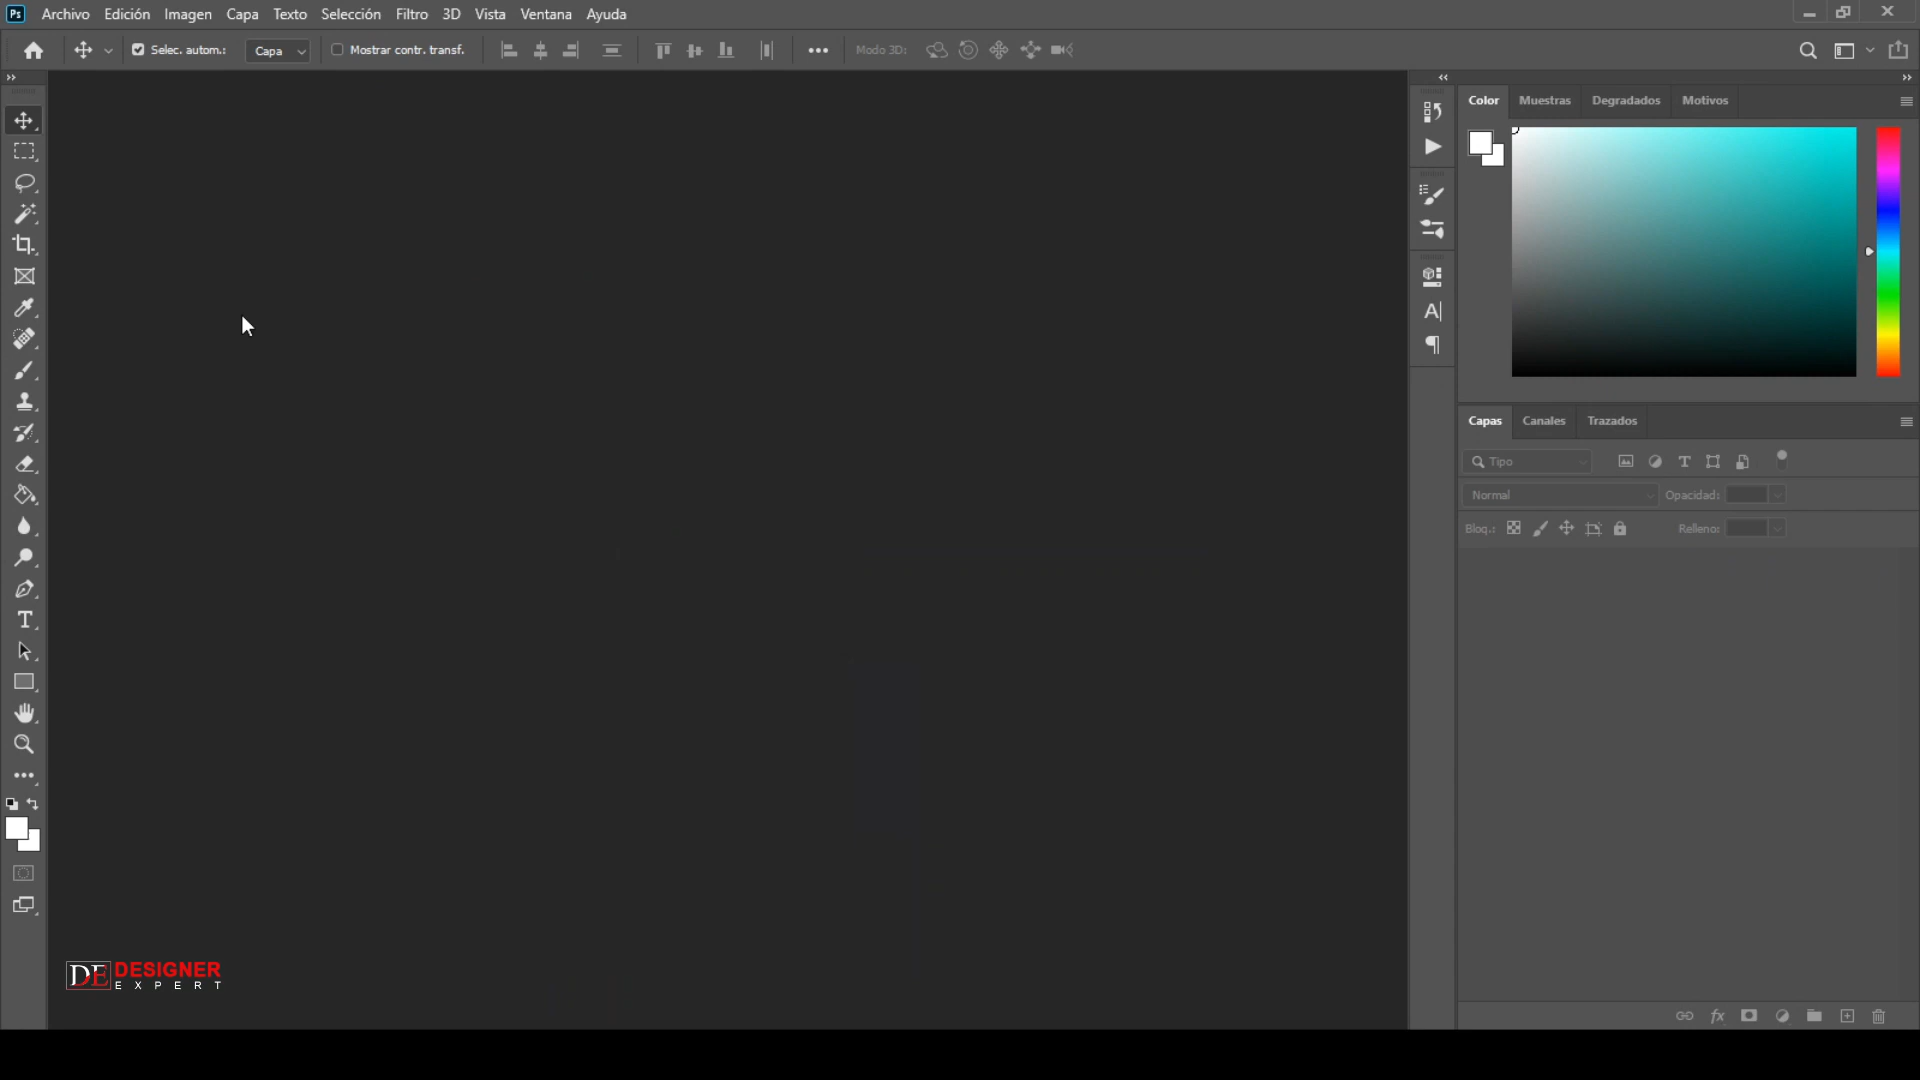 Ps Archivo Edición Imagen Capa Texto Selección Filtro 3D Vista Ventana Ayuda
Selec. autom.: Capa Mostrar contr. transf. Modo 3D:
Color Muestras Degradados Motivos
Capas Canales Trazados
Tipo
Normal Opacidad:
Bloq.: Relleno:
DE DESIGNER
EXPERT